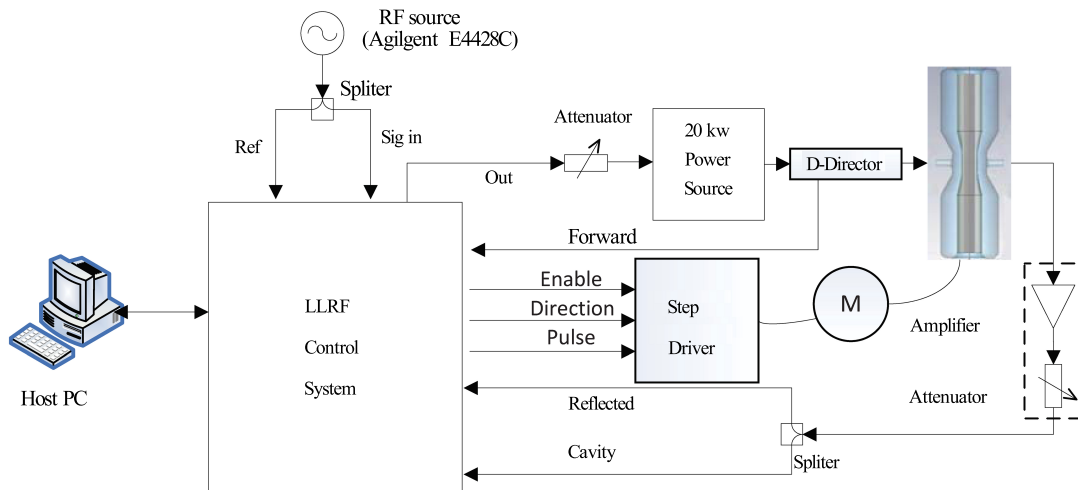 RF source
(Agilgent E4428C)
Spliter
Ref
Sig in
Attenuator
Out
20 kw
Power
Source
D-Director
Forward
Enable
Direction
Pulse
Step
Driver
M
Amplifier
Attenuator
LLRF
Control
System
Host PC
Reflected
Cavity
Spliter